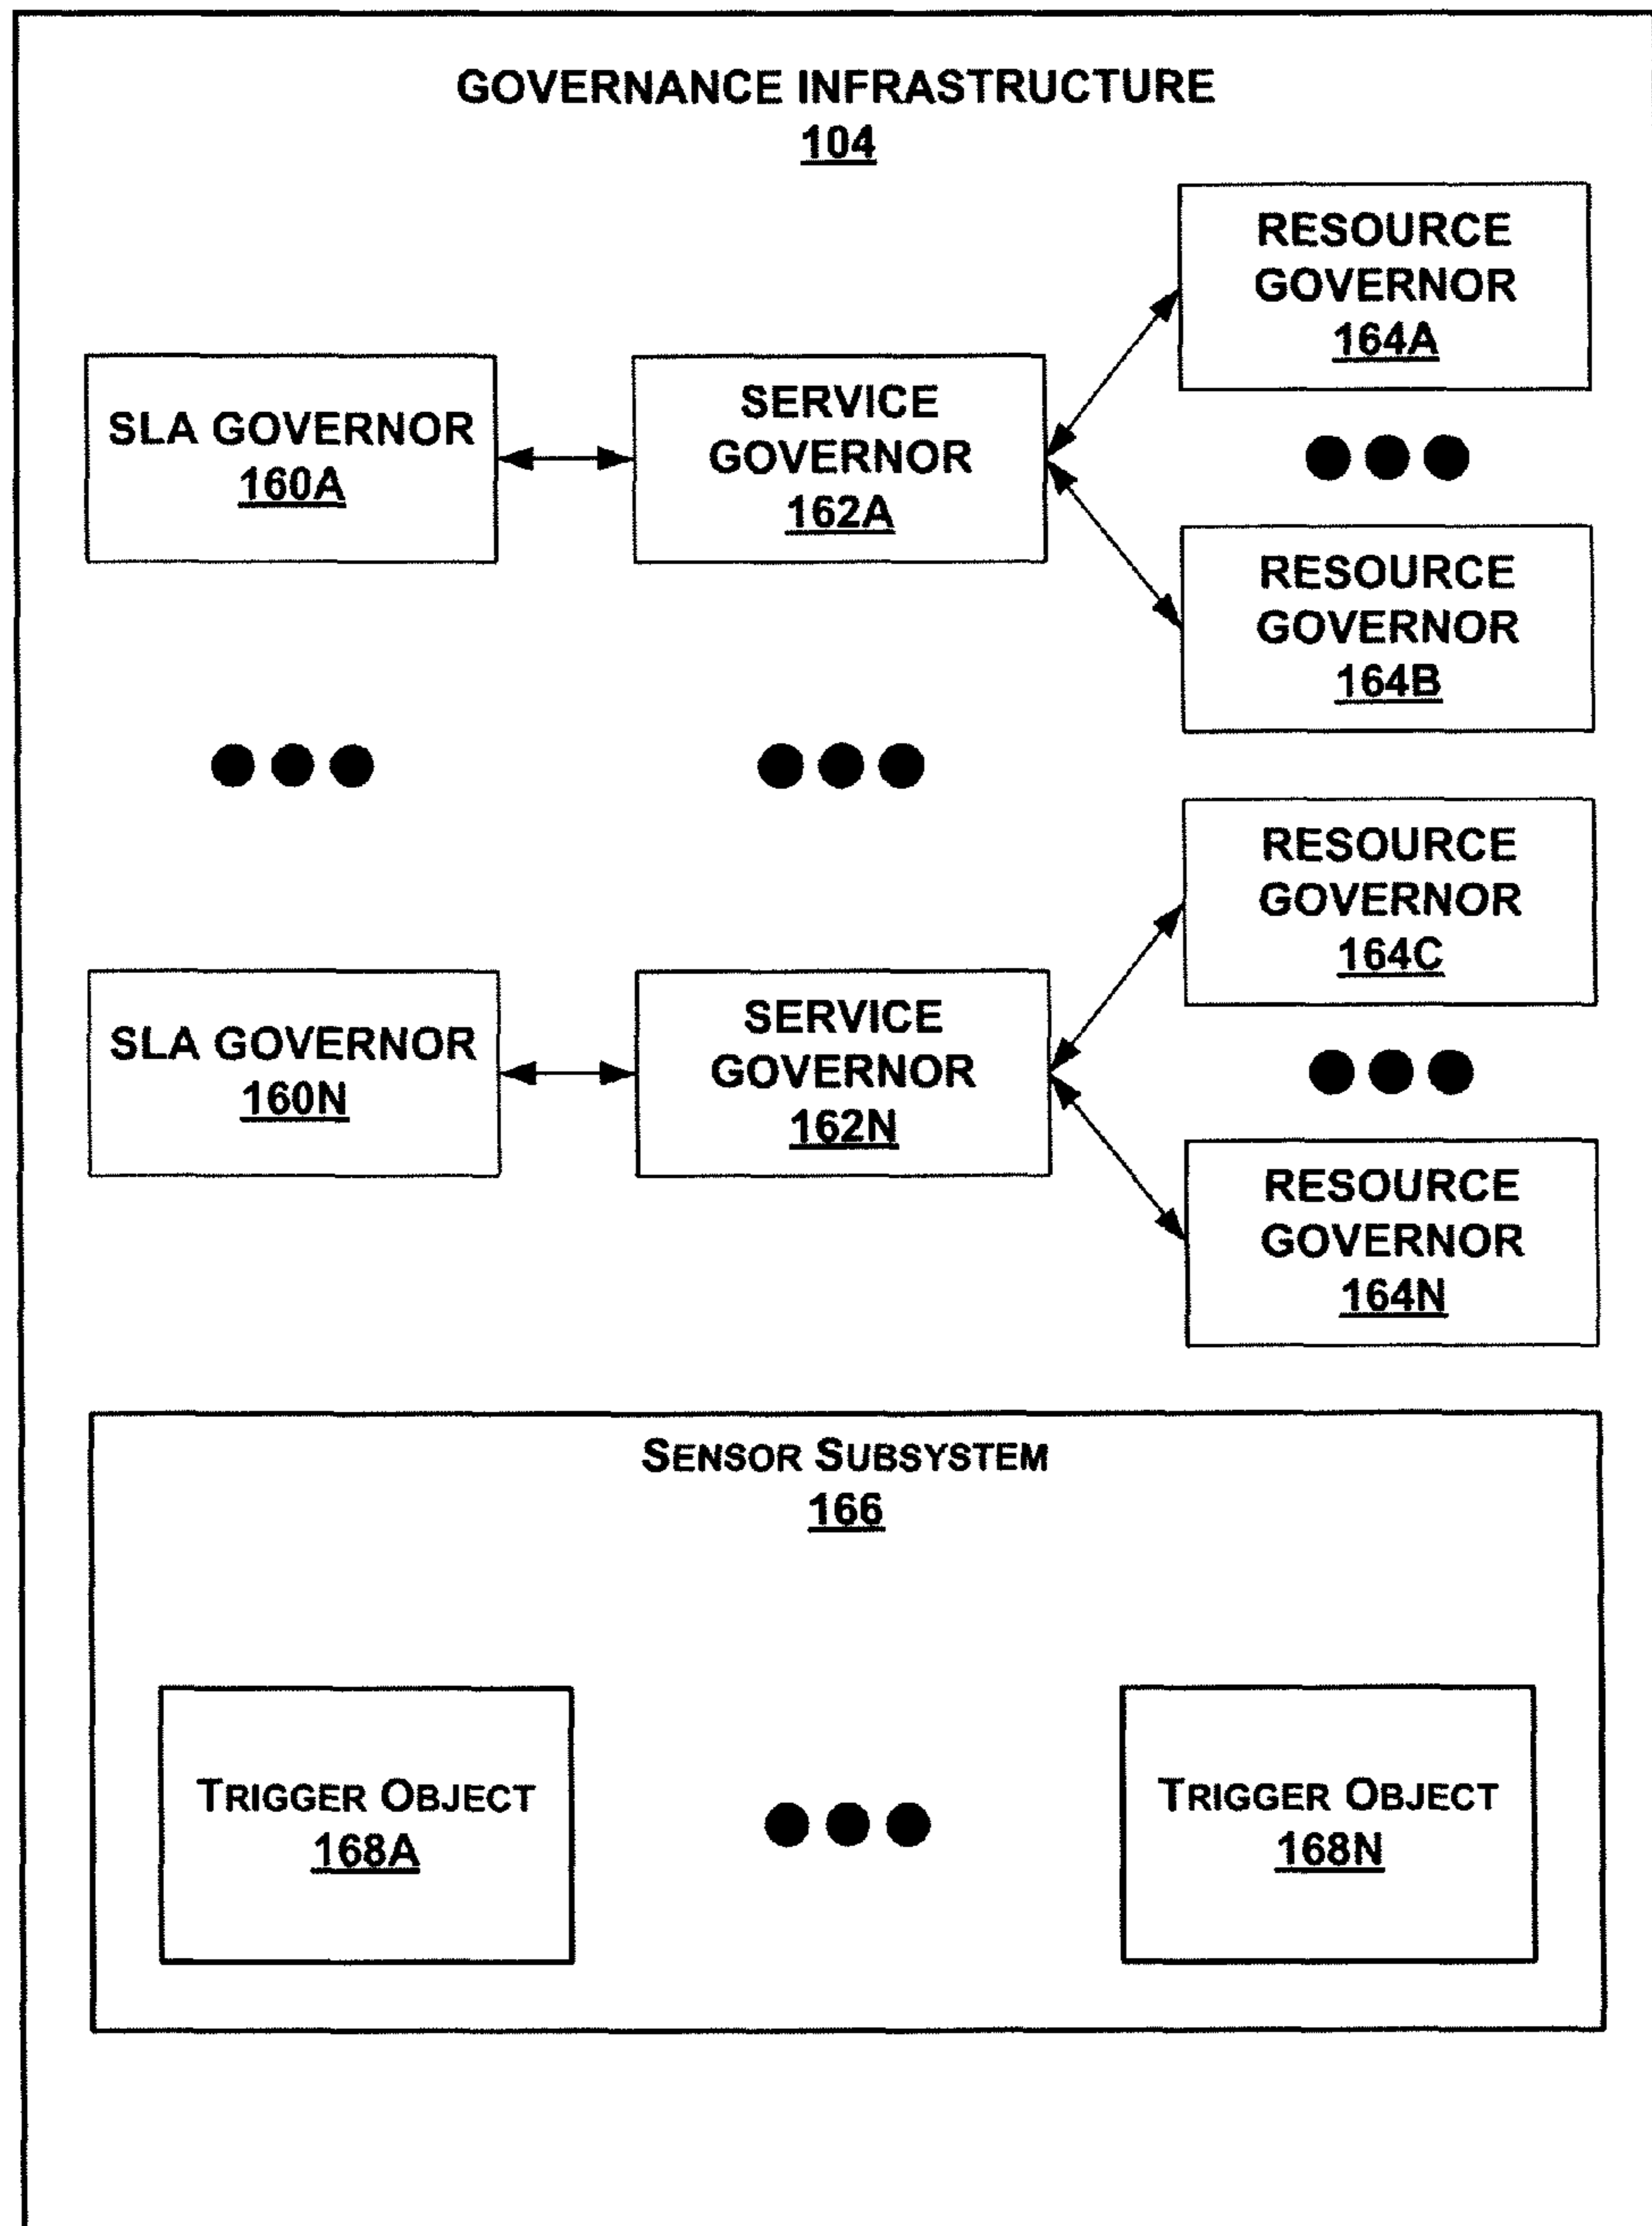 GOVERNANCE INFRASTRUCTURE
104
RESOURCE
GOVERNOR
164A
SLA GOVERNOR
160A
SERVICE
GOVERNOR
162A
RESOURCE
GOVERNOR
164B
RESOURCE
GOVERNOR
164C
SLA GOVERNOR
160N
SERVICE
GOVERNOR
162N
RESOURCE
GOVERNOR
164N
SENSOR SUBSYSTEM
166
TRIGGER OBJECT
168A
TRIGGER OBJECT
168N